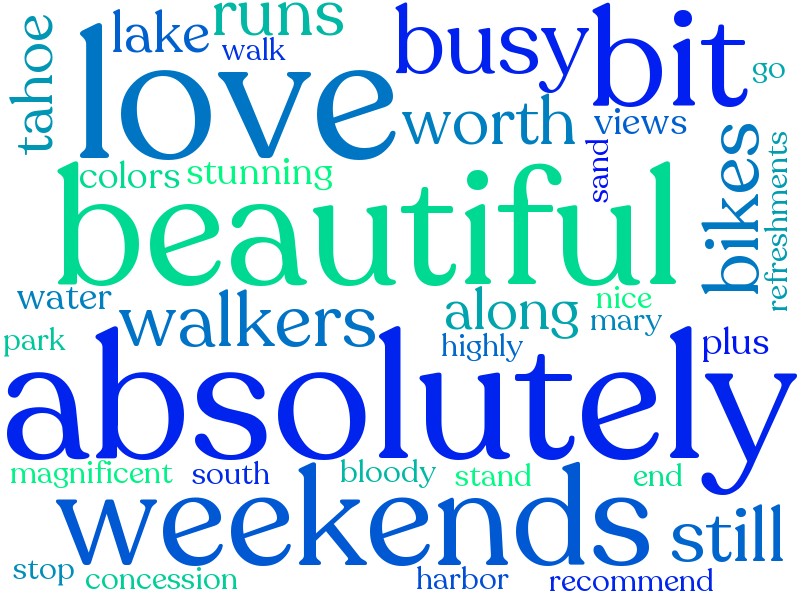 tahoe
lake
runs
walk
love
busy
bit
go
worth
views
sand
bikes
refreshments
colors
stunning
beautiful
water
walkers
along
nice
mary
highly
park
plus
absolutely
magnificent
south
bloody
stand
end
weekends
still
stop
concession
harbor
recommend